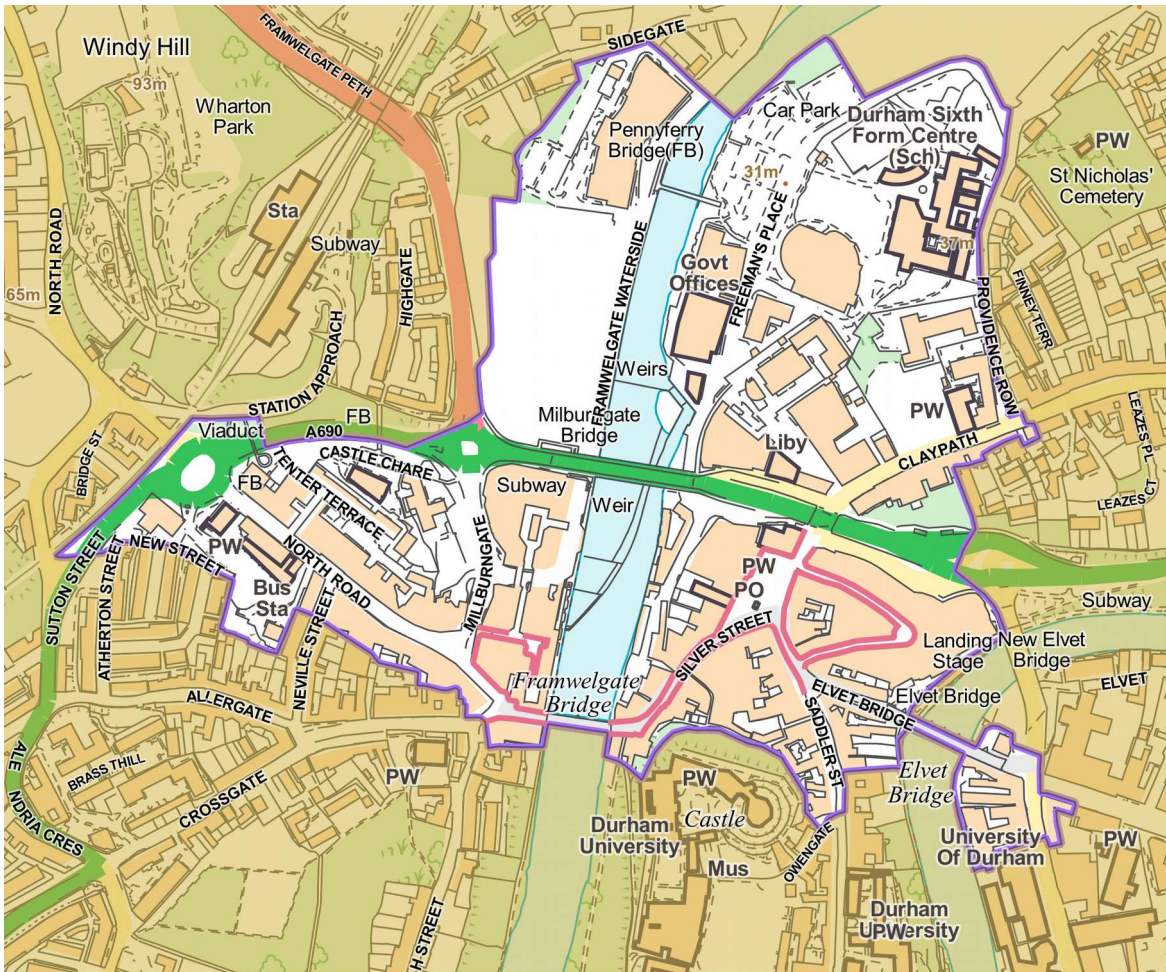 SIDEGATE
Windy Hill
FRAMWELGATE PETH
93m
Wharton
Park
Pennyferry
Bridge(FB)
Car Park
Durham Sixth
Form Centre
(Sch)
PW
St Nicholas'
Cemetery
31m
Sta
Subway
NORTH ROAD
65m
HIGHGATE
FRAMWELGATE WATERSIDE
Govt
Offices
FREEMAN'S PLACE
37m
PROVIDENCE ROW
FINNEY TERR
STATION APPROACH
Weirs
FB
A690
Viaduct
Milburngate
Bridge
PW
Liby
CLAYPATH
LEAZES PL
LEAZES CT
BRIDGE ST
CASTLE CHARE
TENTER TERRACE
FB
Subway
Weir
SUTTON STREET
NEW STREET
PW
NORTH ROAD
Bus
Sta
MILLBURNGATE
PW
PO
SILVER STREET
Subway
ATHERTON STREET
NEVILLE STREET
Landing
Stage
New Elvet
Bridge
Framwelgate
Bridge
ELVET BRIDGE
Elvet Bridge
ELVET
SADDLER ST
ALLERGATE
BRASS THILL
CROSSGATE
ALE
NDRIA CRES
PW
PW
Castle
Elvet
Bridge
Durham
University
OWENGATE
University
Of Durham
PW
Mus
Durham
H STREET